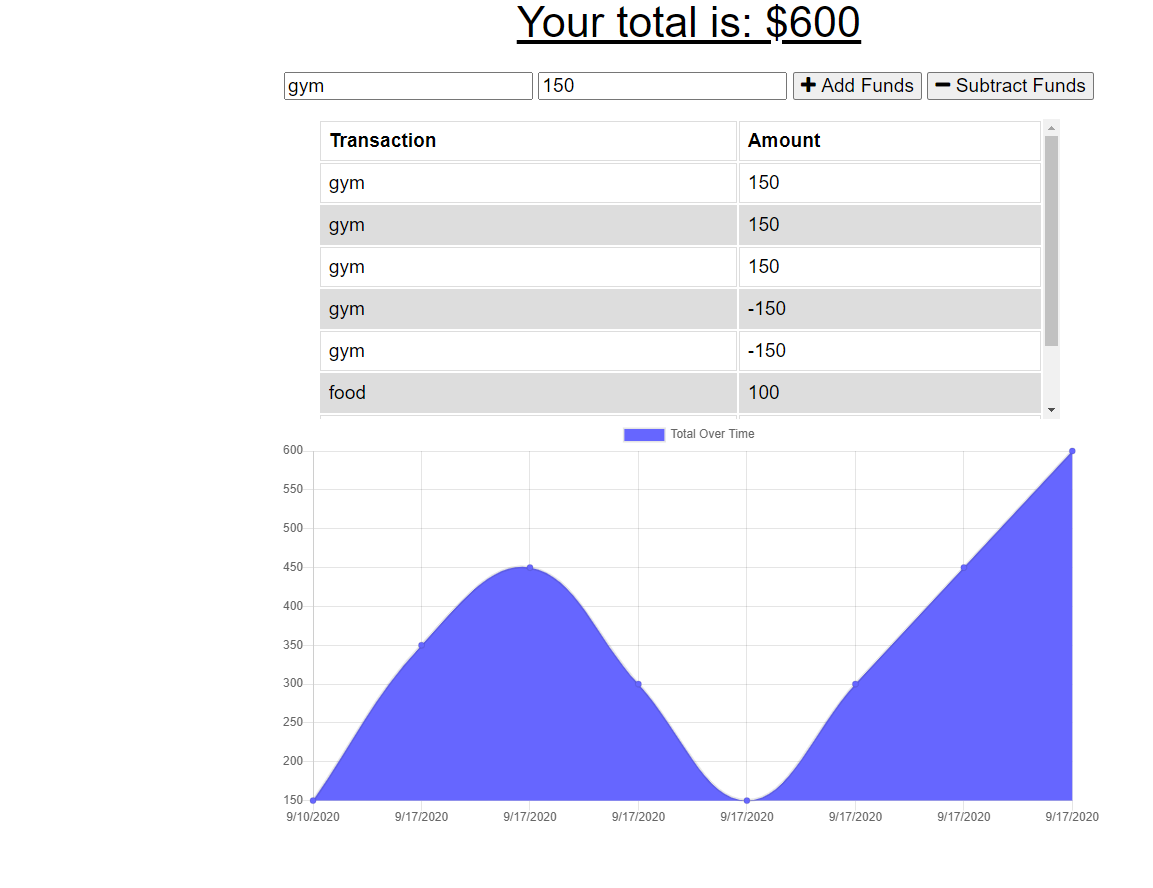 Your total is: $600
gym 150 Add Funds Subtract Funds
Transaction Amount
gym 150
gym 150
gym 150
gym -150
gym -150
food 100
Total Over Time
600
550
500
450
400
350
300
250
200
150
9/10/2020 9/17/2020 9/17/2020 9/17/2020 9/17/2020 9/17/2020 9/17/2020 9/17/2020